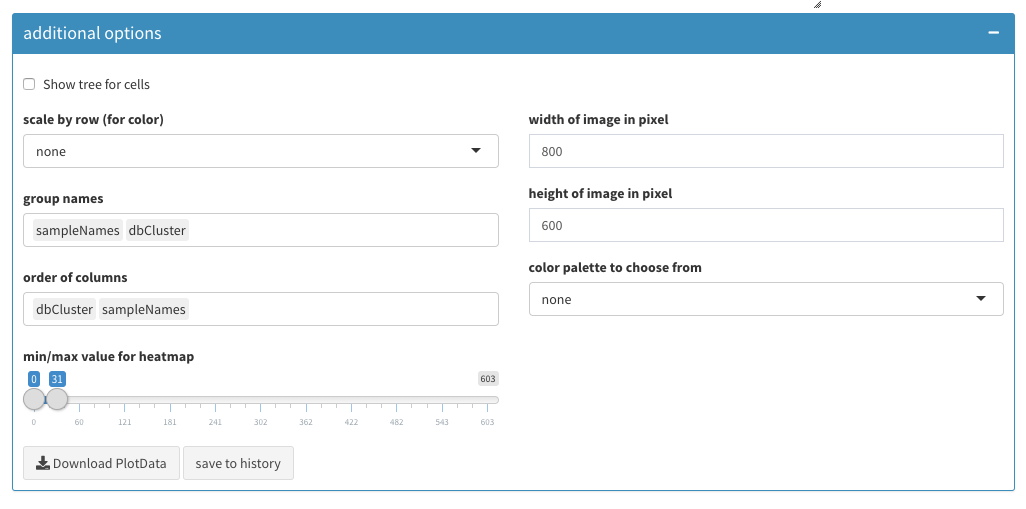 additional options
Show tree for cells
scale by row (for color)
none
group names
sampleNames dbCluster
order of columns
dbCluster sampleNames
min/max value for heatmap
0 31 603
0 60 121 181 241 302 362 422 482 543 603
Download PlotData save to history
width of image in pixel
800
height of image in pixel
600
color palette to choose from
none